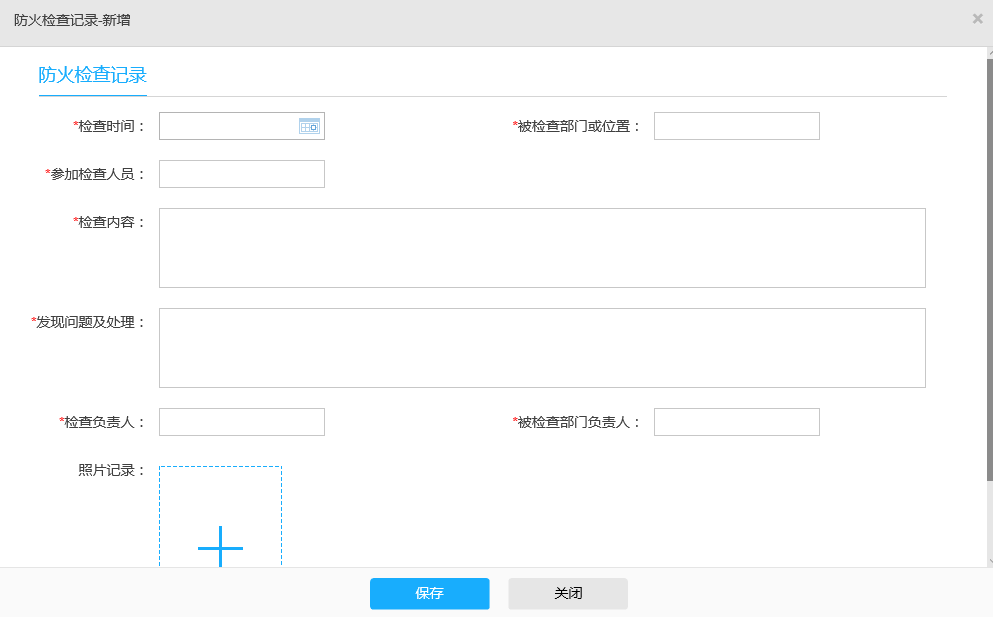 防火检查记录-新增
×
防火检查记录
*检查时间： *被检查部门或位置：
*参加检查人员：
*检查内容：
*发现问题及处理：
*检查负责人： *被检查部门负责人：
照片记录：
保存 关闭